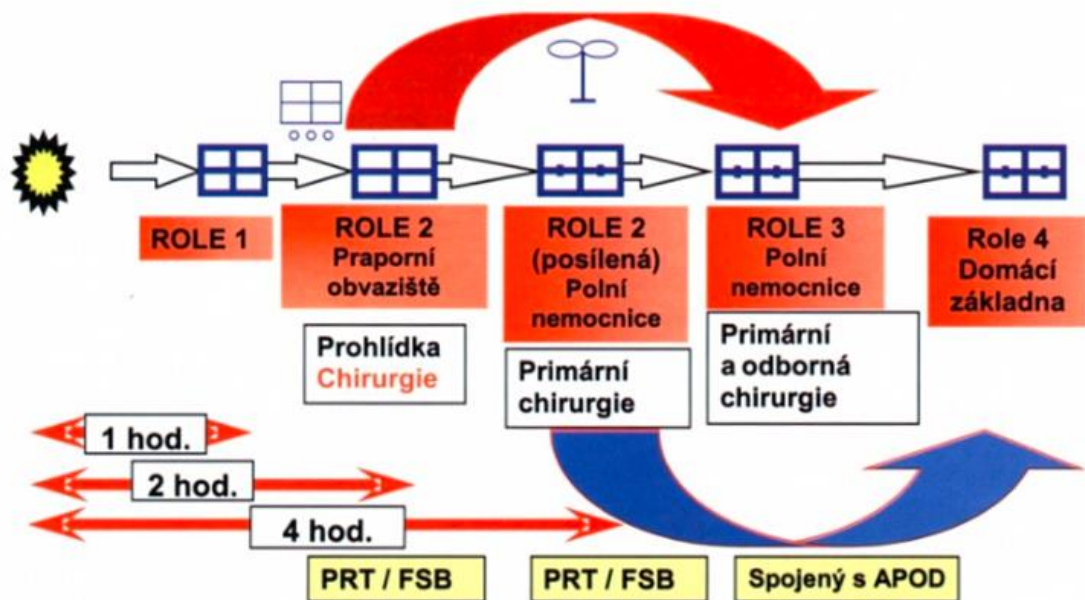 ROLE 1
ROLE 2
Praporní
obvaziště
ROLE 2
(posílená)
Polní
nemocnice
ROLE 3
Polní
nemocnice
Role 4
Domácí
základna
Prohlídka
Chirurgie
Primární
chirurgie
Primární
a odborná
chirurgie
1 hod.
2 hod.
4 hod.
PRT / FSB
PRT / FSB
Spojený s APOD